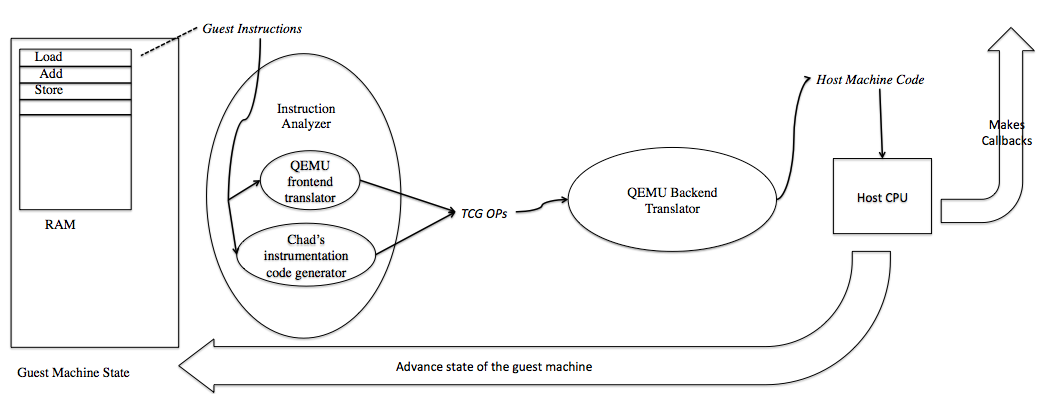 Guest Instructions
Load
Add
Store
RAM
Guest Machine State
Instruction
Analyzer
QEMU
frontend
translator
Chad's
instrumentation
code generator
TCG OPs
QEMU Backend
Translator
Host Machine Code
Host CPU
Makes
Callbacks
Advance state of the guest machine